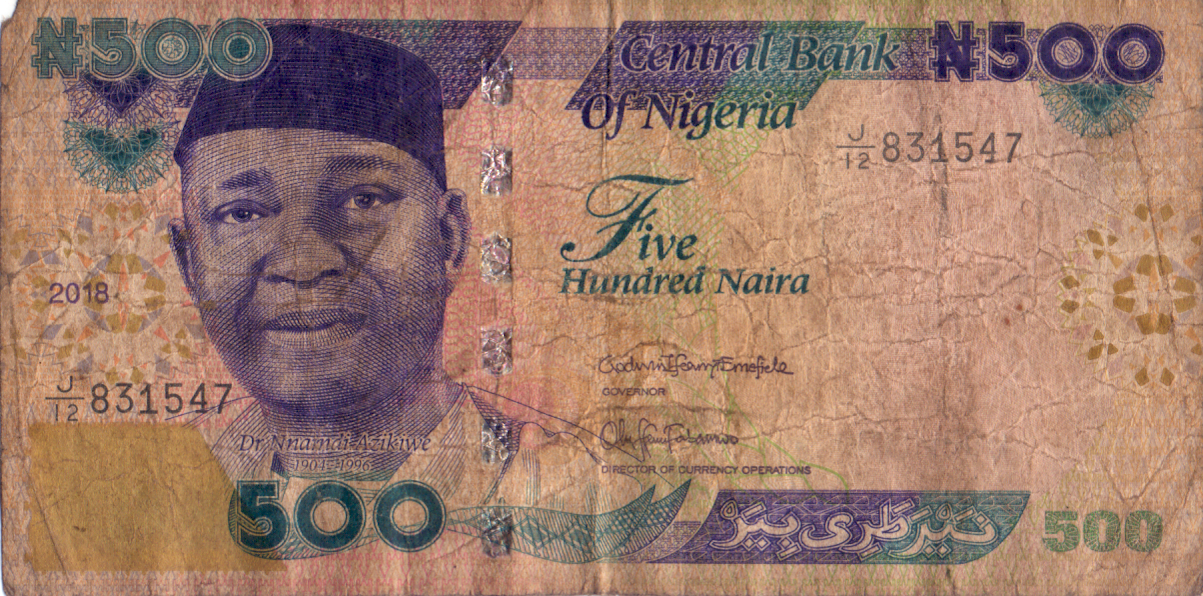 ₦500
Central Bank
Of Nigeria
₦500
J/12 831547
Five
Hundred Naira
2018
J/12 831547
GOVERNOR
DIRECTOR OF CURRENCY OPERATIONS
Dr Nnamdi Azikiwe
1904-1996
500
نَيْرَ طَرِى بِيَرْ
500